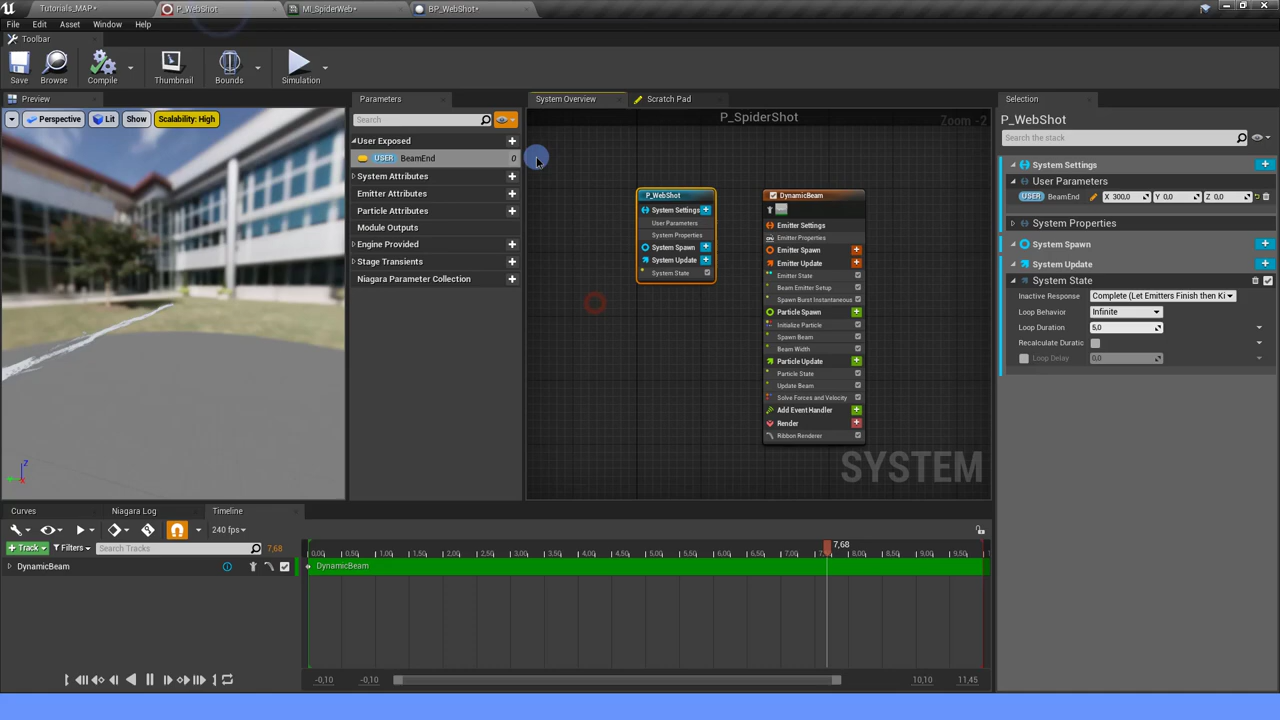 Tutorials_MAP*
P_WebShot
MI_SpiderWeb*
BP_WebShot*
File
Edit
Asset
Window
Help
Toolbar
Save
Browse
Compile
Thumbnail
Bounds
Simulation
Preview
Perspective
Lit
Show
Scalability: High
Z
Parameters
Search
User Exposed
USER
BeamEnd
0
System Attributes
Emitter Attributes
Particle Attributes
Module Outputs
Engine Provided
Stage Transients
Niagara Parameter Collection
System Overview
Scratch Pad
P_SpiderShot
Zoom -2
P_WebShot
System Settings
User Parameters
System Properties
System Spawn
System Update
System State
DynamicBeam
Emitter Settings
Emitter Properties
Emitter Spawn
Emitter Update
Emitter State
Beam Emitter Setup
Spawn Burst Instantaneous
Particle Spawn
Initialize Particle
Spawn Beam
Beam Width
Particle Update
Particle State
Update Beam
Solve Forces and Velocity
Add Event Handler
Render
Ribbon Renderer
SYSTEM
Selection
P_WebShot
Search the stack
System Settings
User Parameters
USER BeamEnd X 300,0 Y 0,0 Z 0,0
System Properties
System Spawn
System Update
System State
Inactive Response Complete (Let Emitters Finish then Ki
Loop Behavior Infinite
Loop Duration 5,0
Recalculate Duratic
Loop Delay 0,0
Curves
Niagara Log
Timeline
240 fps
+ Track
Filters
Search Tracks
7,68
7,68
0,00 0,50 1,00 1,50 2,00 2,50 3,00 3,50 4,00 4,50 5,00 5,50 6,00 6,50 7,00 7,5 8,00 8,50 9,00 9,50
DynamicBeam
DynamicBeam
-0,10
-0,10
10,10
11,45